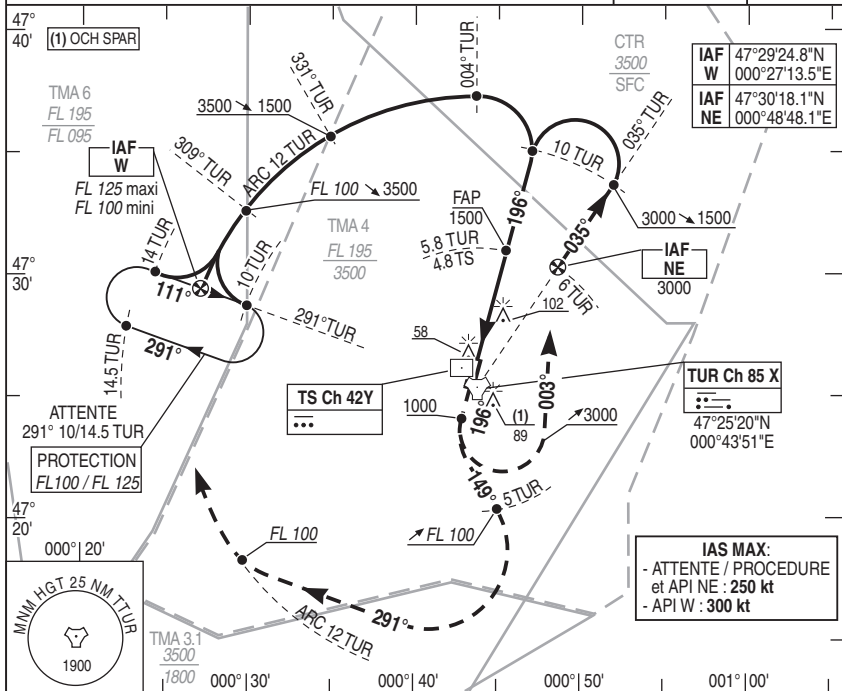 47°
40'
(1) OCH SPAR
TMA 6
FL 195
FL 095
331° TUR
004° TUR
CTR
3500
SFC
IAF W 47°29'24.8"N 000°27'13.5"E
IAF NE 47°30'18.1"N 000°48'48.1"E
3500 ↘ 1500
035° TUR
309° TUR
ARC 12 TUR
10 TUR
IAF
W
FL 125 maxi
FL 100 mini
FL 100 ↘ 3500
FAP
1500
196°
035°
3000 ↘ 1500
TMA 4
FL 195
3500
5.8 TUR
4.8 TS
IAF
NE
3000
47°
30'
14 TUR
10 TUR
111°
6 TUR
291° TUR
102
58
291°
14.5 TUR
TS Ch 42Y
TUR Ch 85 X
47°25'20"N
000°43'51"E
ATTENTE
291° 10/14.5 TUR
PROTECTION
FL100 / FL 125
1000
196°
(1)
89
003°
↗3000
149°
5 TUR
47°
20'
FL 100
↗ FL 100
000° 20'
IAS MAX:
- ATTENTE / PROCEDURE
et API NE : 250 kt
- API W : 300 kt
MNM HGT 25 NM TTUR
1900
ARC 12 TUR
291°
TMA 3.1
3500
1800
000° 30'
000° 40'
000° 50'
001° 00'